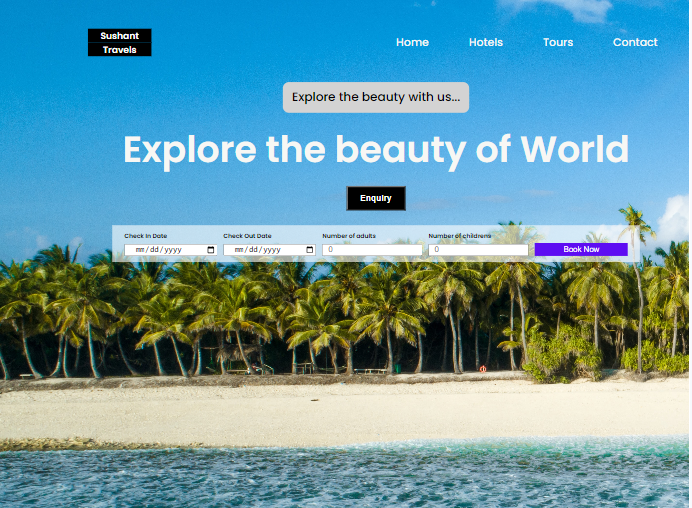 Sushant
Travels
Home Hotels Tours Contact
Explore the beauty with us...
Explore the beauty of World
Enquiry
Check In Date Check Out Date Number of adults Number of childrens
mm/dd/yyyy mm/dd/yyyy 0 0 Book Now